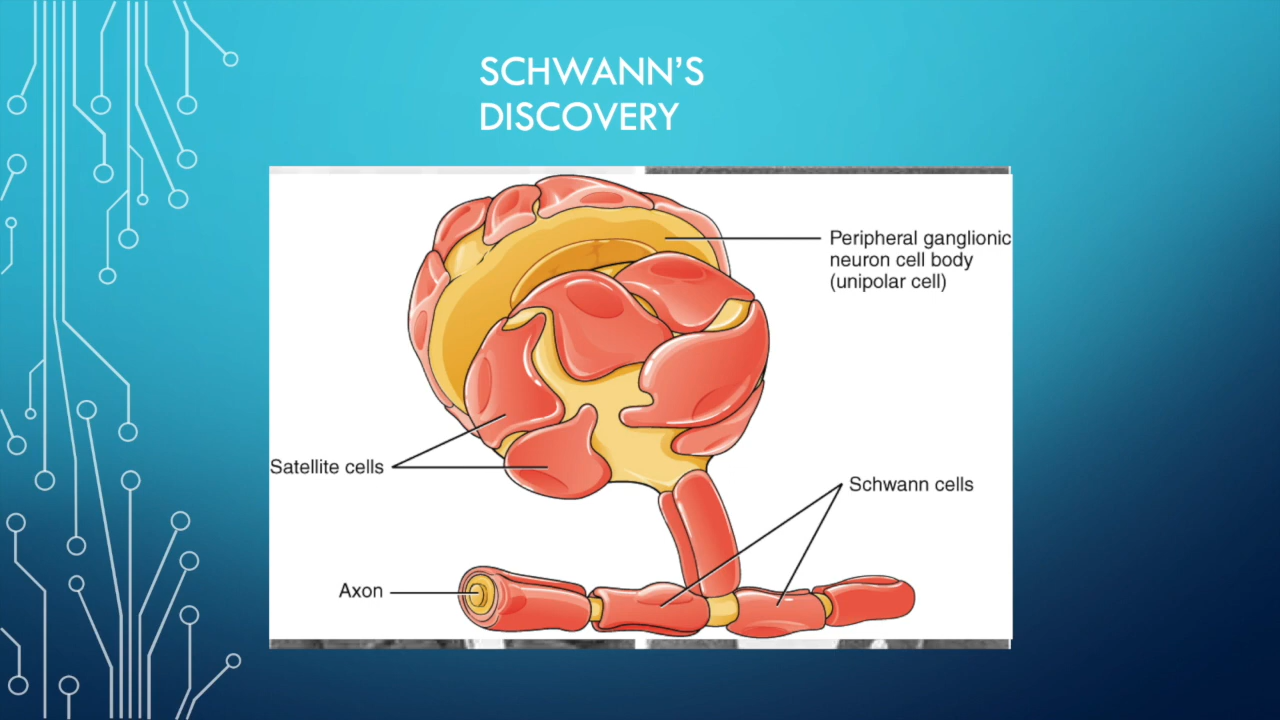 SCHWANN'S
DISCOVERY
Peripheral ganglionic
neuron cell body
(unipolar cell)
Satellite cells
Schwann cells
Axon